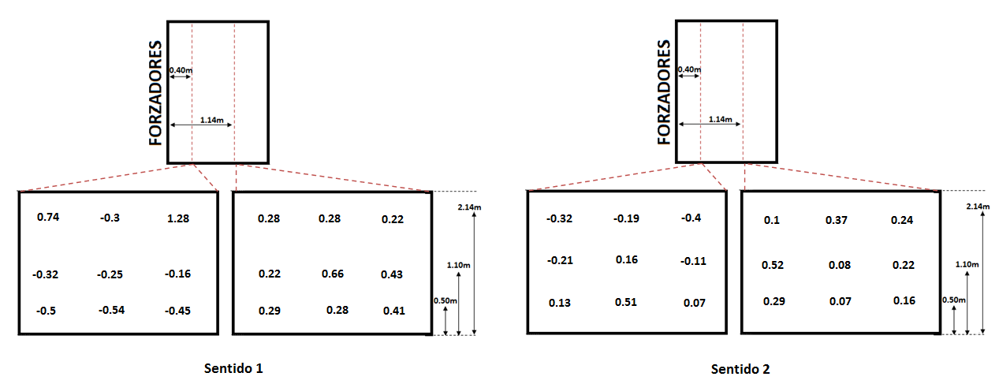 FORZADORES
0.40m
1.14m
0.74 -0.3 1.28
-0.32 -0.25 -0.16
-0.5 -0.54 -0.45
0.28 0.28 0.22
0.22 0.66 0.43
0.29 0.28 0.41
2.14m
1.10m
0.50m
Sentido 1
FORZADORES
0.40m
1.14m
-0.32 -0.19 -0.4
-0.21 0.16 -0.11
0.13 0.51 0.07
0.1 0.37 0.24
0.52 0.08 0.22
0.29 0.07 0.16
2.14m
1.10m
0.50m
Sentido 2